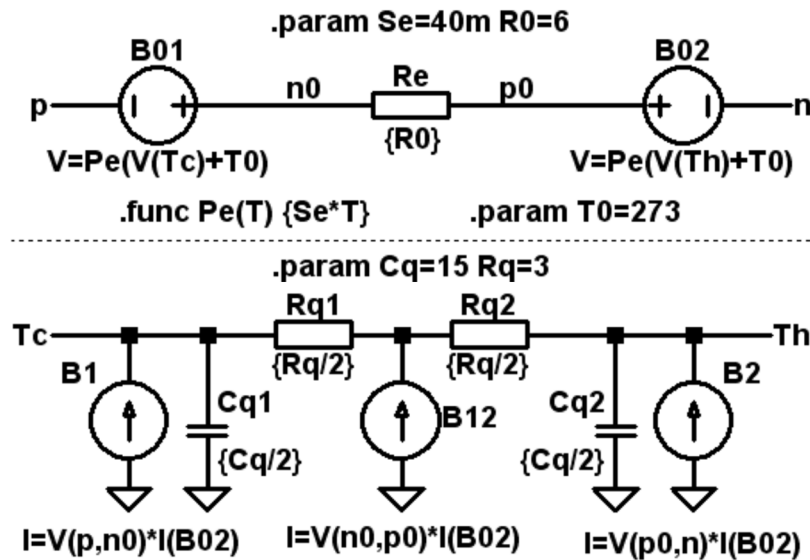 .param Se=40m R0=6
B01
B02
p
n0
Re
p0
n
{R0}
V=Pe(V(Tc)+T0)
V=Pe(V(Th)+T0)
.func Pe(T) {Se*T}
.param T0=273
.param Cq=15 Rq=3
Tc
Rq1
Rq2
Th
{Rq/2}
{Rq/2}
B1
Cq1
B12
Cq2
B2
{Cq/2}
{Cq/2}
I=V(p,n0)*I(B02)
I=V(n0,p0)*I(B02)
I=V(p0,n)*I(B02)